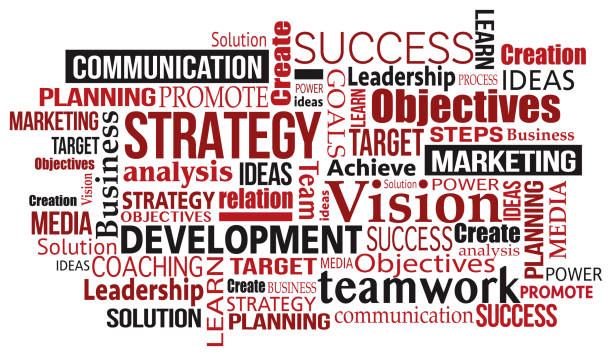 Solution
Create
SUCCESS
LEARN
Creation
COMMUNICATION
POWER
ideas
GOALS
Leadership
PROCESS
IDEAS
PLANNING
PROMOTE
LEARN
Objectives
MARKETING
Business
STRATEGY
TARGET
STEPS
Business
TARGET
Objectives
analysis
IDEAS
Team
Achieve
MARKETING
Vision
Creation
STRATEGY
relation
ideas
Vision
Solution
POWER
IDEAS
PLANNING
MEDIA
MEDIA
OBJECTIVES
DEVELOPMENT
SUCCESS
Create
Solution
analysis
IDEAS
COACHING
LEARN
TARGET
MEDIA
Objectives
POWER
Leadership
Create
BUSINESS
teamwork
PROMOTE
STRATEGY
SOLUTION
PLANNING
communication
SUCCESS